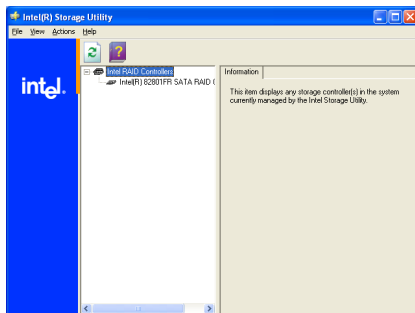 Intel(R) Storage Utility
File View Actions Help
intel.
Intel RAID Controllers
Intel(R) 82801FR SATA RAID
Information
This item displays any storage controller(s) in the system
currently managed by the Intel Storage Utility.